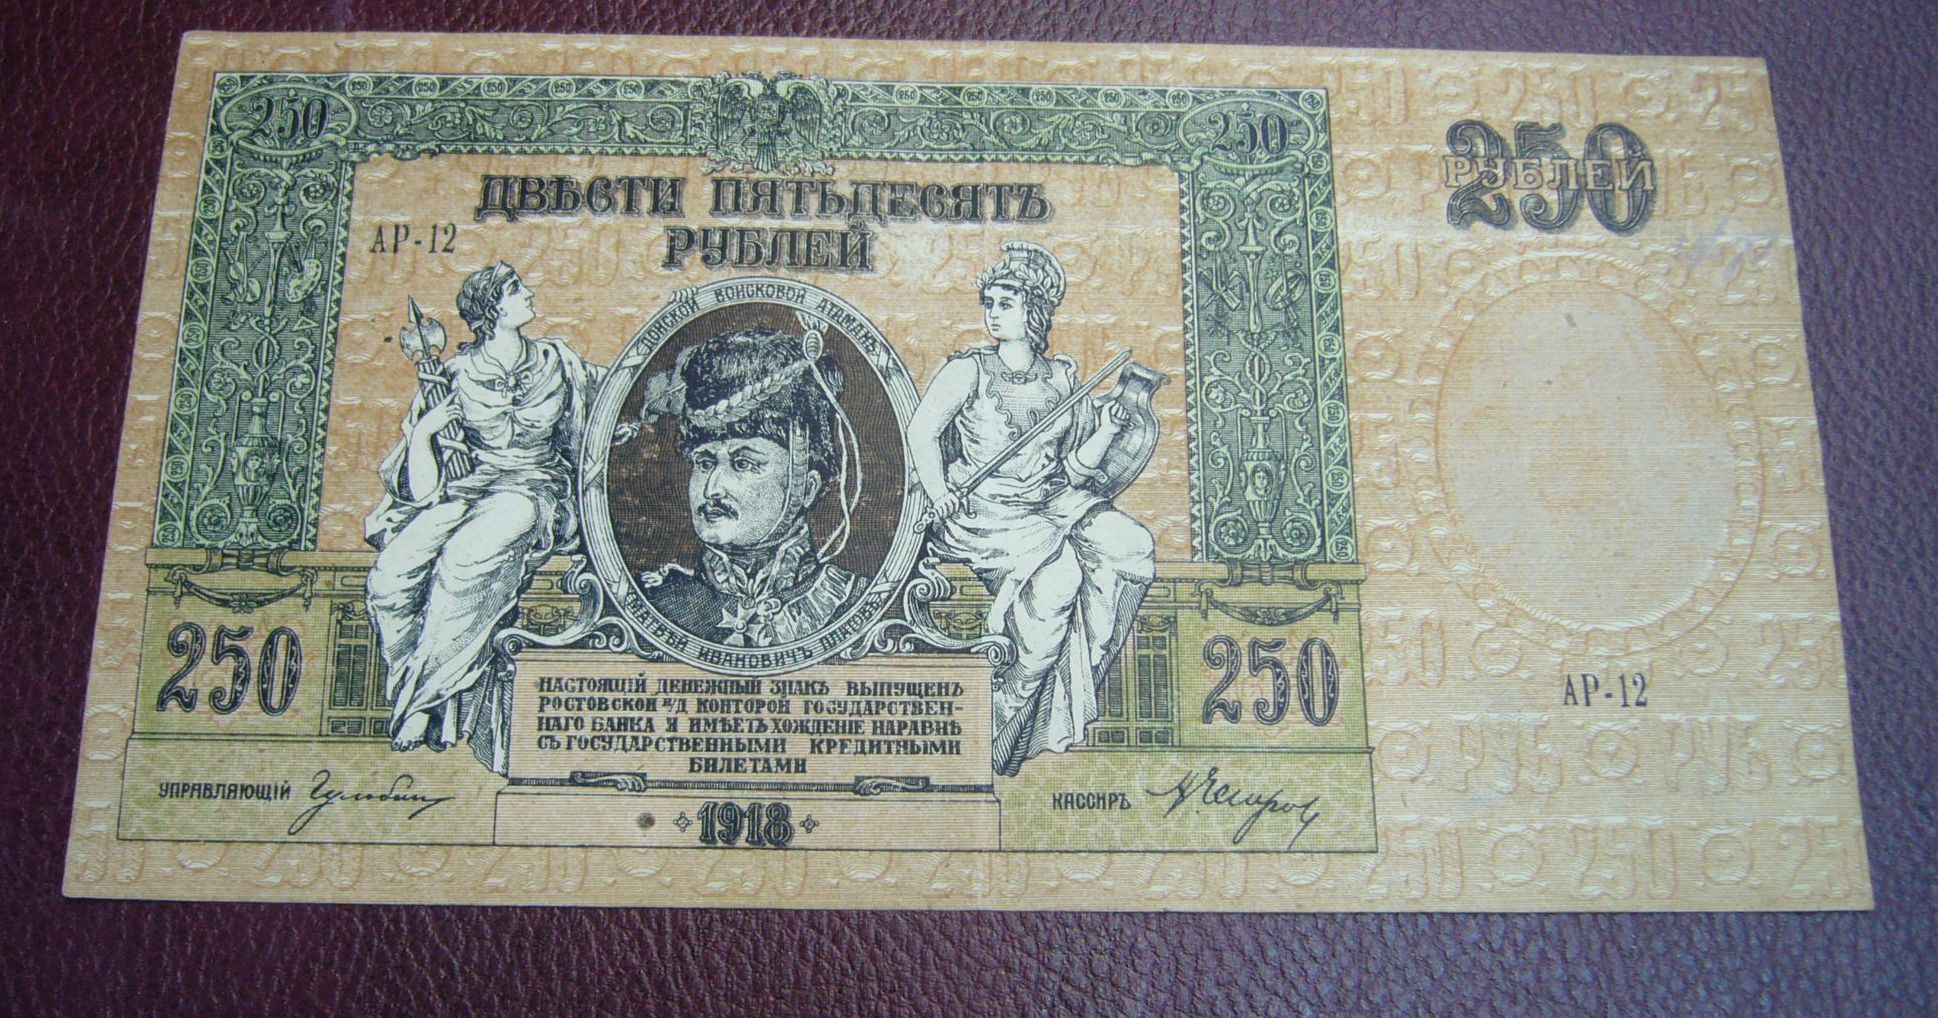 250
250
ДВѢСТИ ПЯТЬДЕСЯТЪ
РУБЛЕЙ
АР-12
250
РУБЛЕЙ
ДОНСКОЙ ВОЙСКОВОЙ АТАМАНЪ
МАТВѢЙ ИВАНОВИЧЪ ПЛАТОВЪ
250
250
АР-12
НАСТОЯЩІЙ ДЕНЕЖНЫЙ ЗНАКЪ ВЫПУЩЕНЪ
РОСТОВСКОЙ н/Д КОНТОРОЙ ГОСУДАРСТВЕН-
НАГО БАНКА И ИМѢЕТЪ ХОЖДЕНІЕ НАРАВНѢ
СЪ ГОСУДАРСТВЕННЫМИ КРЕДИТНЫМИ
БИЛЕТАМИ
УПРАВЛЯЮЩІЙ
КАССИРЪ
1918